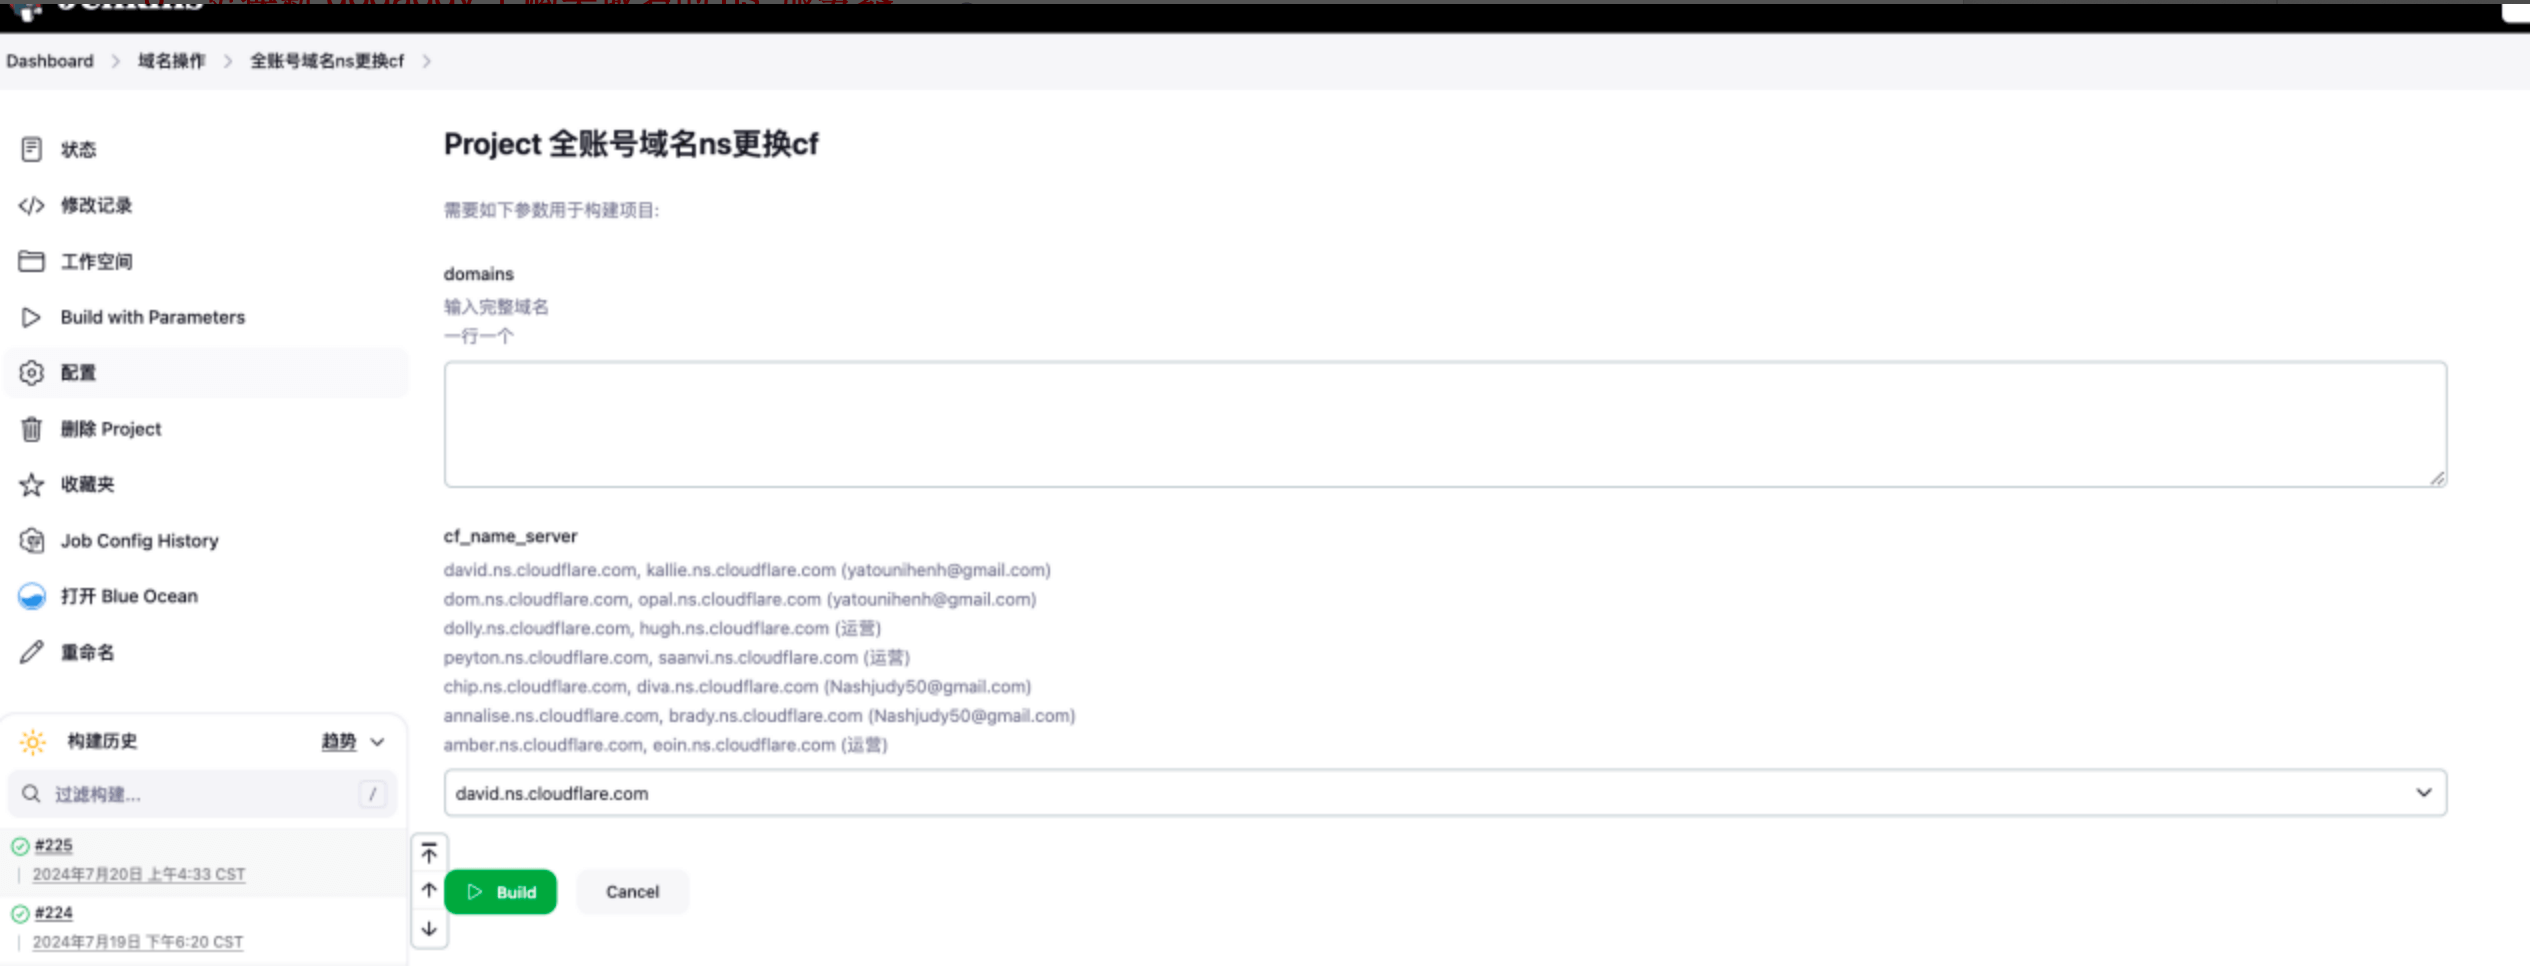 Dashboard > 域名操作 > 全账号域名ns更换cf >
状态
修改记录
工作空间
Build with Parameters
配置
删除 Project
收藏夹
Job Config History
打开 Blue Ocean
重命名
构建历史 趋势
过滤构建... /
#225
2024年7月20日 上午4:33 CST
#224
2024年7月19日 下午6:20 CST
Project 全账号域名ns更换cf
需要如下参数用于构建项目:
domains
输入完整域名
一行一个
cf_name_server
david.ns.cloudflare.com, kallie.ns.cloudflare.com (yatounihenh@gmail.com)
dom.ns.cloudflare.com, opal.ns.cloudflare.com (yatounihenh@gmail.com)
dolly.ns.cloudflare.com, hugh.ns.cloudflare.com (运营)
peyton.ns.cloudflare.com, saanvi.ns.cloudflare.com (运营)
chip.ns.cloudflare.com, diva.ns.cloudflare.com (Nashjudy50@gmail.com)
annalise.ns.cloudflare.com, brady.ns.cloudflare.com (Nashjudy50@gmail.com)
amber.ns.cloudflare.com, eoin.ns.cloudflare.com (运营)
david.ns.cloudflare.com
Build Cancel